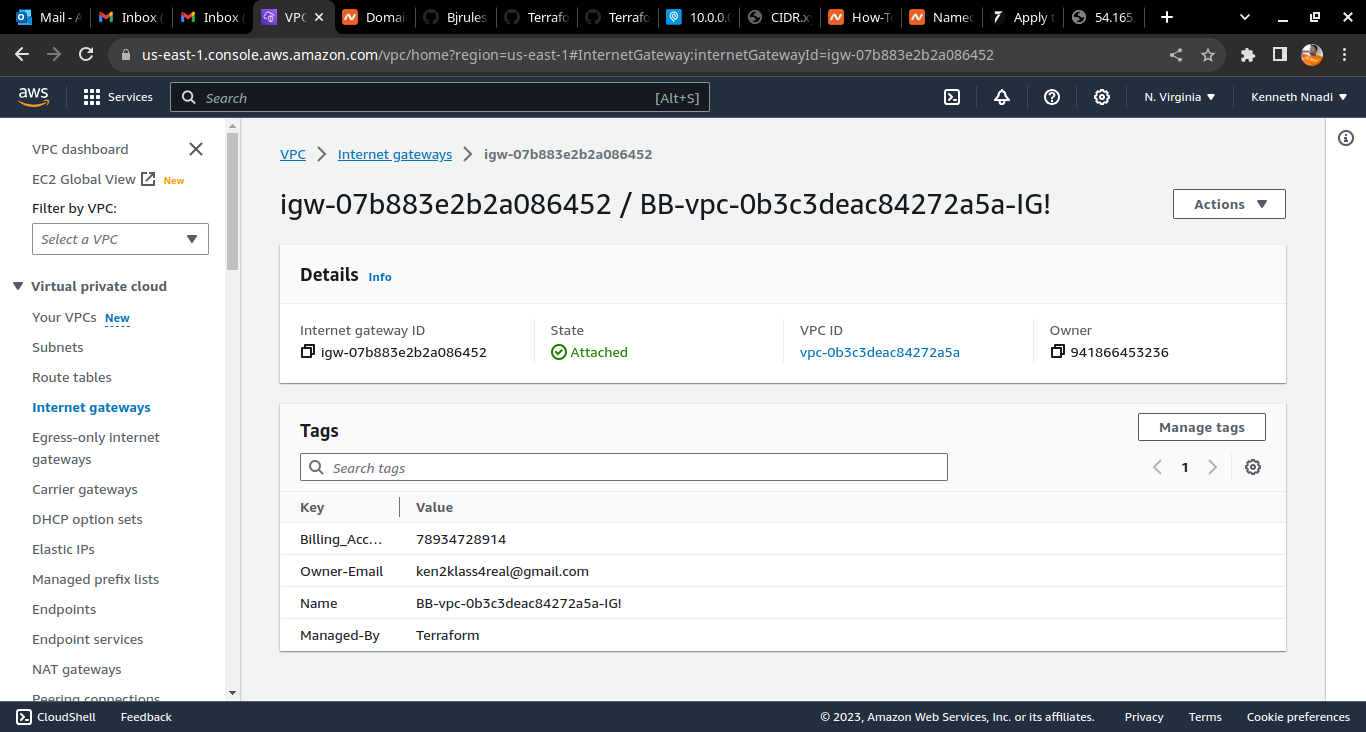 Mail - A
Inbox (
Inbox (
VPC
Domai
Bjrules
Terrafo
Terrafo
10.0.0.
CIDR.x
How-T
Named
Apply t
54.165.
us-east-1.console.aws.amazon.com/vpc/home?region=us-east-1#InternetGateway:internetGatewayId=igw-07b883e2b2a086452
aws
Services
Search
[Alt+S]
N. Virginia
Kenneth Nnadi
VPC dashboard
EC2 Global View New
Filter by VPC:
Select a VPC
Virtual private cloud
Your VPCs New
Subnets
Route tables
Internet gateways
Egress-only internet
gateways
Carrier gateways
DHCP option sets
Elastic IPs
Managed prefix lists
Endpoints
Endpoint services
NAT gateways
Peering connections
VPC
Internet gateways
igw-07b883e2b2a086452
igw-07b883e2b2a086452 / BB-vpc-0b3c3deac84272a5a-IG!
Actions
Details Info
Internet gateway ID
igw-07b883e2b2a086452
State
Attached
VPC ID
vpc-0b3c3deac84272a5a
Owner
941866453236
Tags
Manage tags
Search tags
1
Key Value
Billing_Acc... 78934728914
Owner-Email ken2klass4real@gmail.com
Name BB-vpc-0b3c3deac84272a5a-IG!
Managed-By Terraform
CloudShell
Feedback
© 2023, Amazon Web Services, Inc. or its affiliates.
Privacy
Terms
Cookie preferences